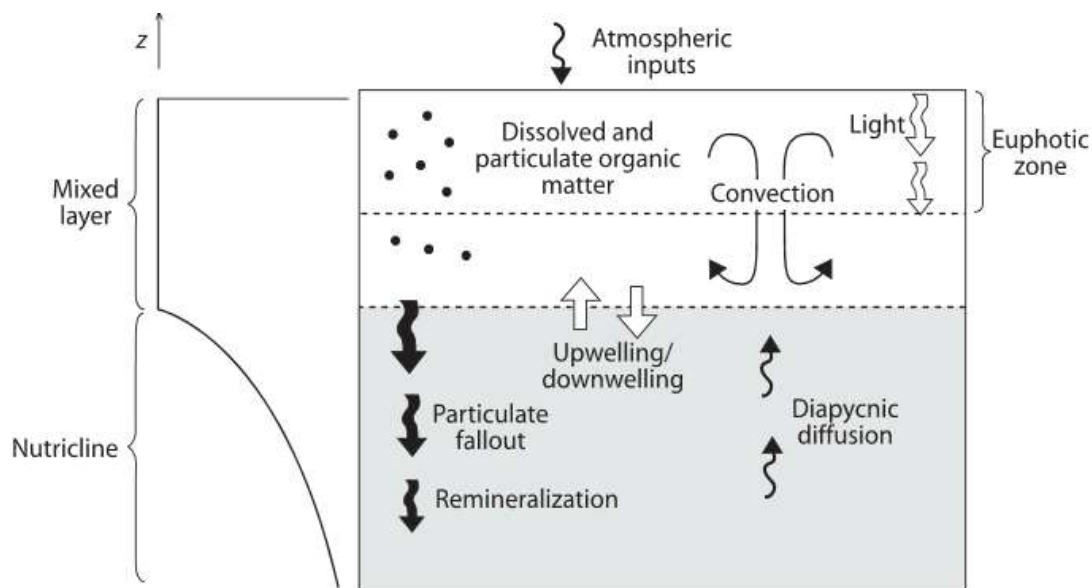 z
Atmospheric
inputs
Mixed
layer
Dissolved and
particulate organic
matter
Convection
Light
Euphotic
zone
Nutricline
Upwelling/
downwelling
Particulate
fallout
Diapycnic
diffusion
Remineralization